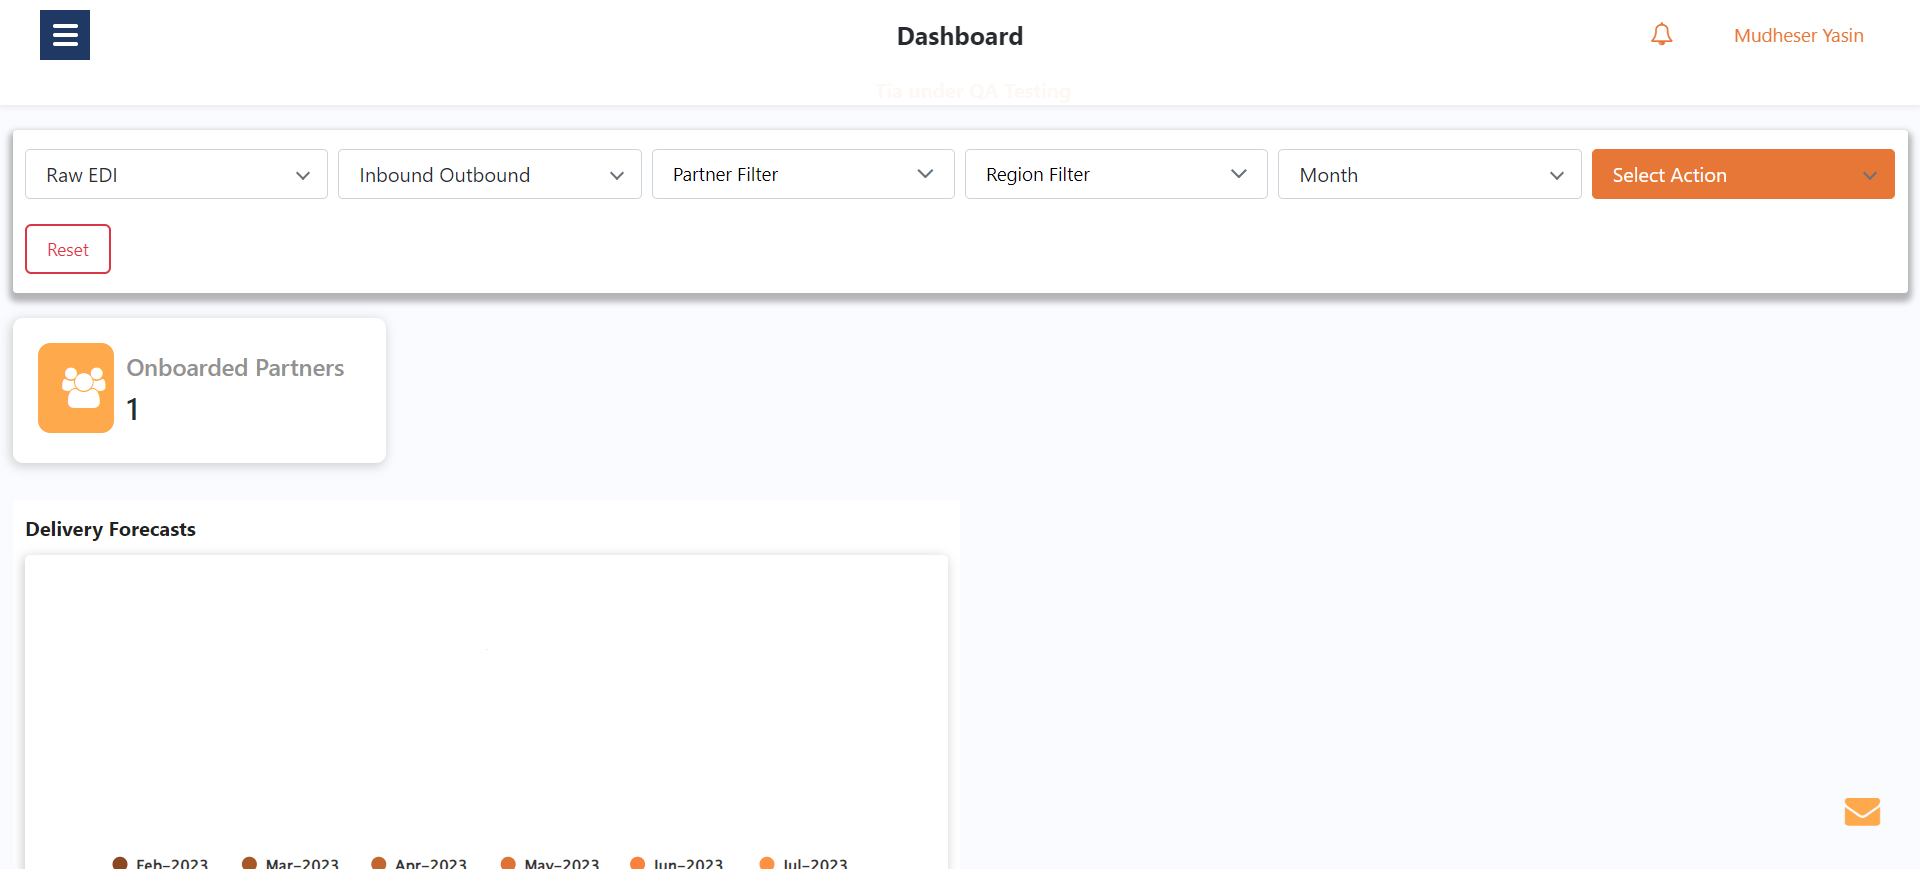 Dashboard
Mudheser Yasin
Tia under QA Testing
Raw EDI
Inbound Outbound
Partner Filter
Region Filter
Month
Select Action
Reset
Onboarded Partners
1
Delivery Forecasts
Feb-2023 Mar-2023 Apr-2023 May-2023 Jun-2023 Jul-2023